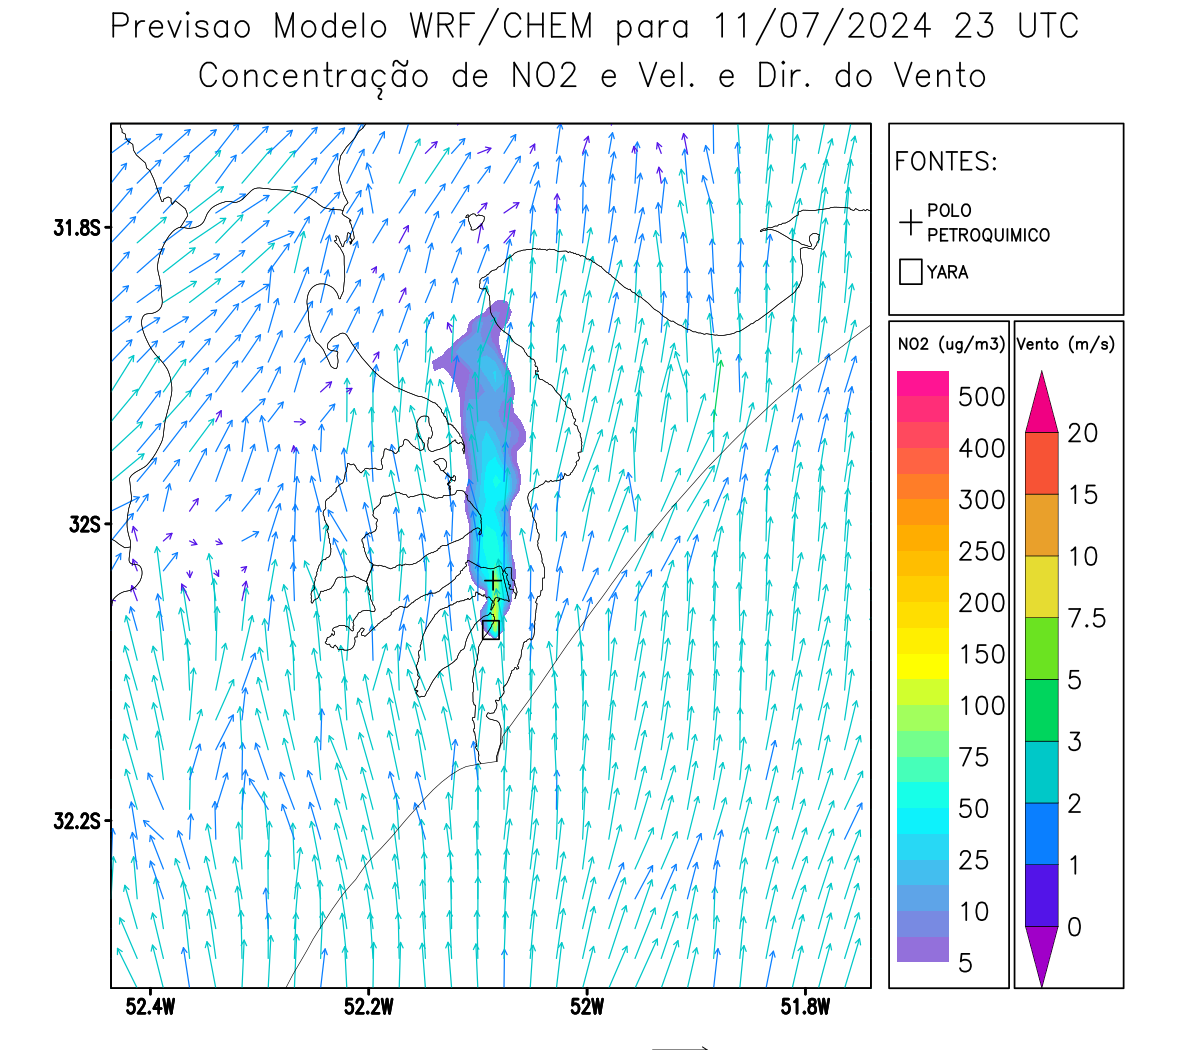 Previsao Modelo WRF/CHEM para 11/07/2024 23 UTC
Concentração de NO2 e Vel. e Dir. do Vento
FONTES:
POLO
PETROQUIMICO
YARA
31.8S
32S
32.2S
52.4W
52.2W
52W
51.8W
NO2 (ug/m3)
500
400
300
250
200
150
100
75
50
25
10
5
Vento (m/s)
20
15
10
7.5
5
3
2
1
0